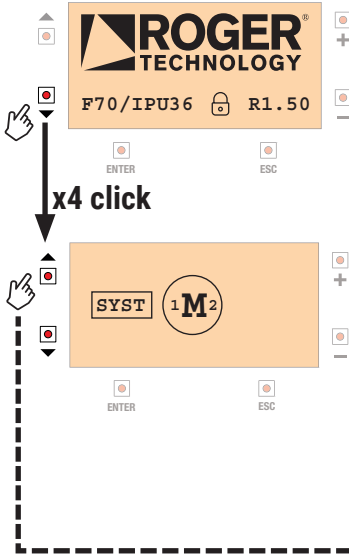 ROGER®
TECHNOLOGY
F70/IPU36 R1.50
+
−
ENTER ESC
x4 click
SYST 1M2
+
−
ENTER ESC